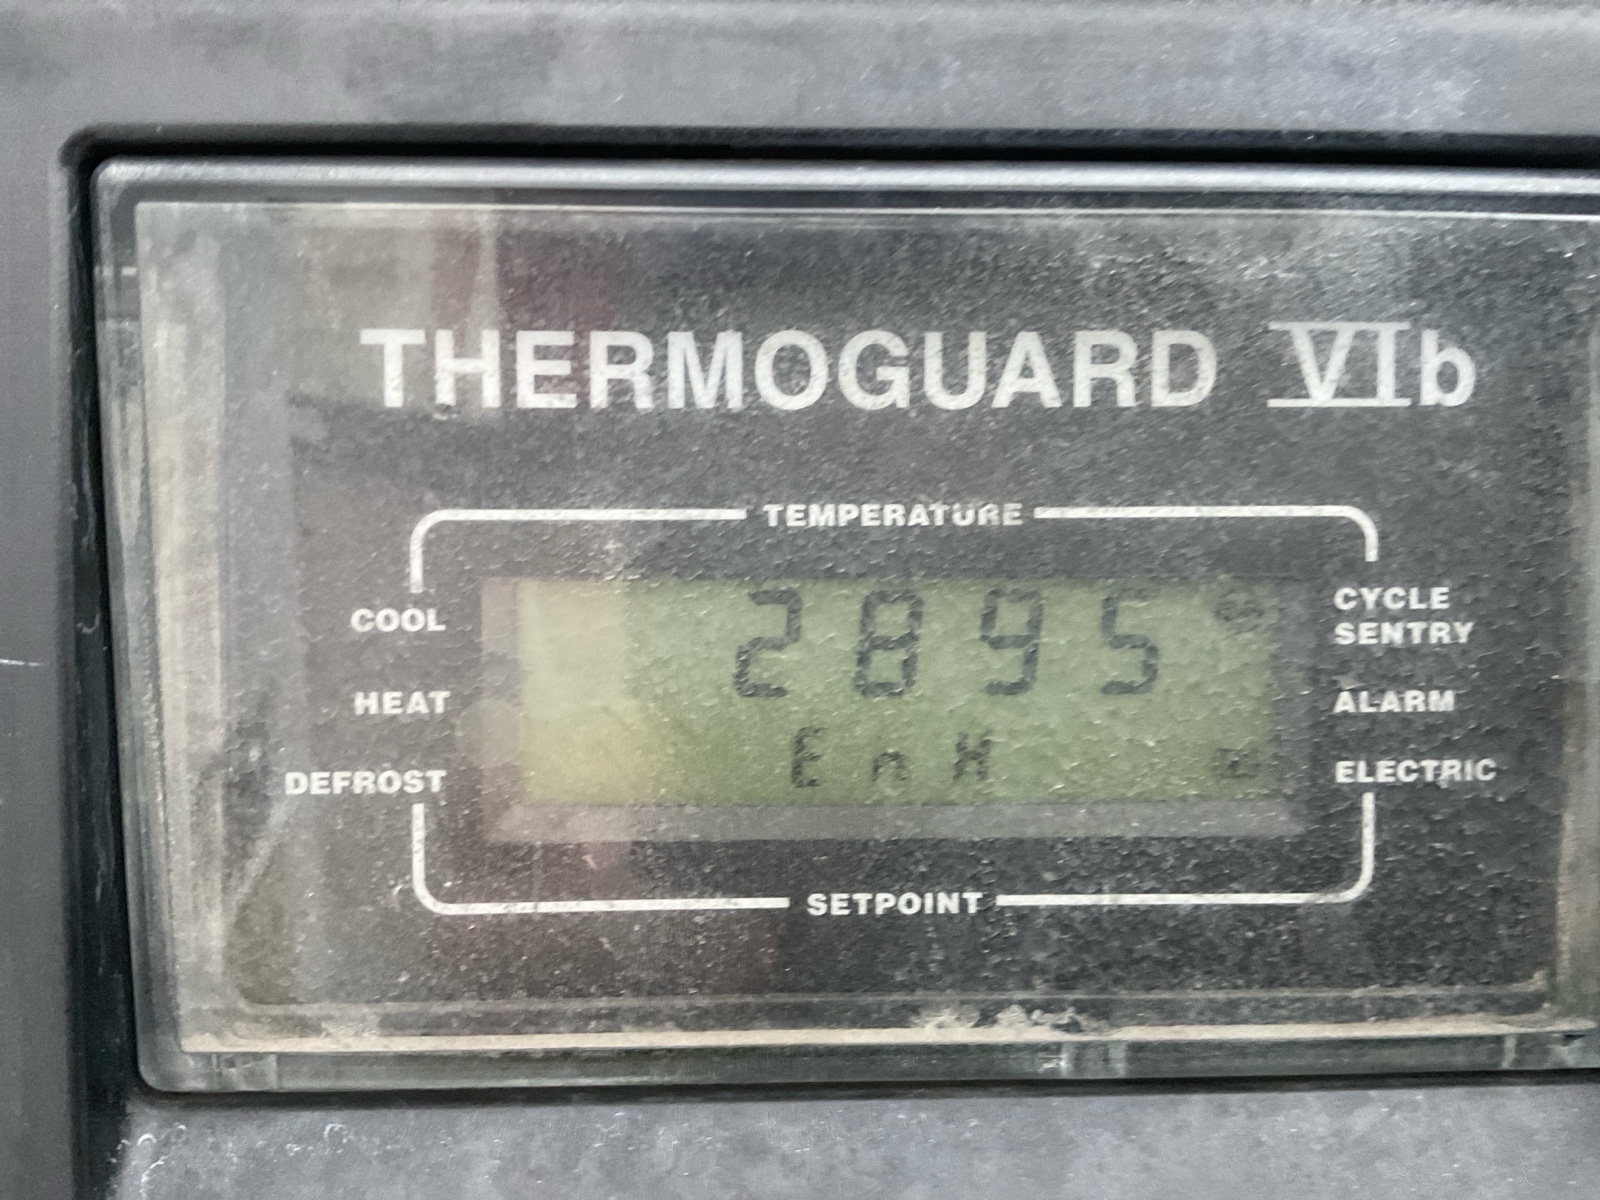 THERMOGUARD VIb
TEMPERATURE
COOL
HEAT
DEFROST
2895
EnH
CYCLE
SENTRY
ALARM
ELECTRIC
SETPOINT